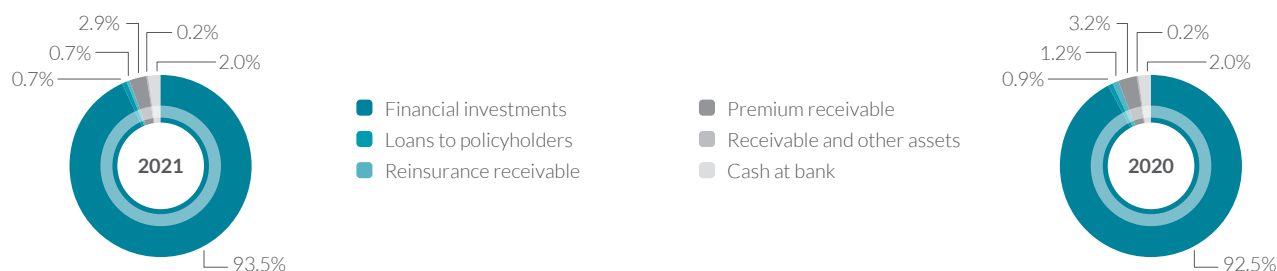 2.9%
0.2%
0.7%
2.0%
0.7%
2021
93.5%
Financial investments
Loans to policyholders
Reinsurance receivable
Premium receivable
Receivable and other assets
Cash at bank
3.2%
0.2%
1.2%
2.0%
0.9%
2020
92.5%